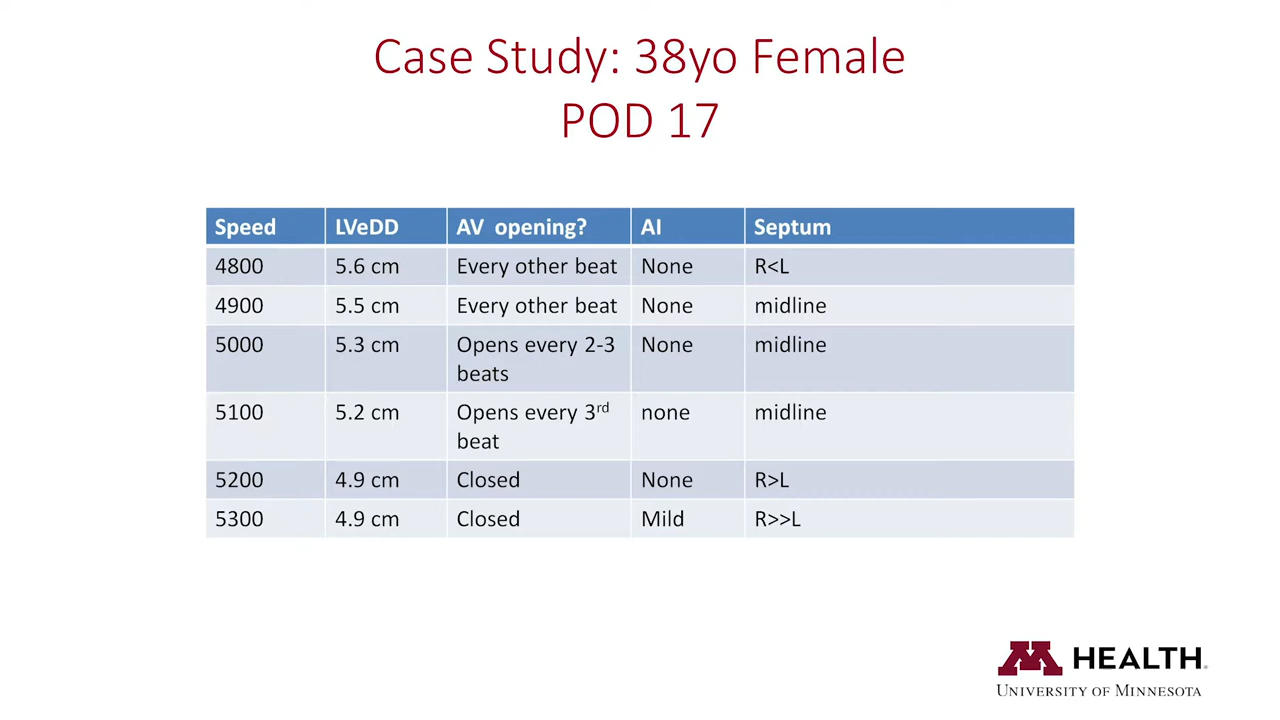 Case Study: 38yo Female
POD 17
Speed LVeDD AV opening? AI Septum
4800 5.6 cm Every other beat None R<L
4900 5.5 cm Every other beat None midline
5000 5.3 cm Opens every 2-3 None midline
beats
5100 5.2 cm Opens every 3rd none midline
beat
5200 4.9 cm Closed None R>L
5300 4.9 cm Closed Mild R>>L
M HEALTH
UNIVERSITY OF MINNESOTA